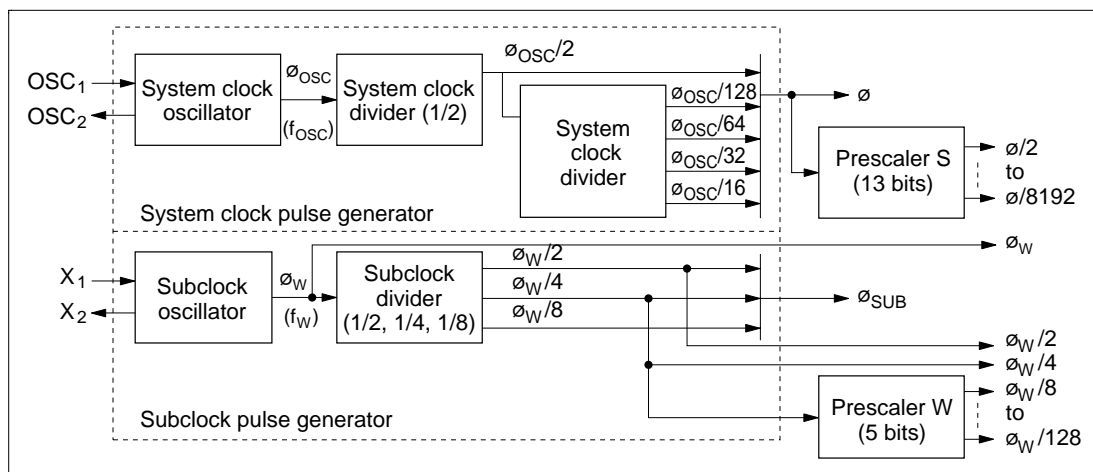 OSC1
OSC2
System clock
oscillator
øOSC
(fOSC)
System clock
divider (1/2)
øOSC/2
System
clock
divider
øOSC/128
øOSC/64
øOSC/32
øOSC/16
ø
Prescaler S
(13 bits)
ø/2
to
ø/8192
System clock pulse generator
X1
X2
Subclock
oscillator
øW
(fW)
Subclock
divider
(1/2, 1/4, 1/8)
øW/2
øW/4
øW/8
øW
øSUB
øW/2
øW/4
Prescaler W
(5 bits)
øW/8
to
øW/128
Subclock pulse generator